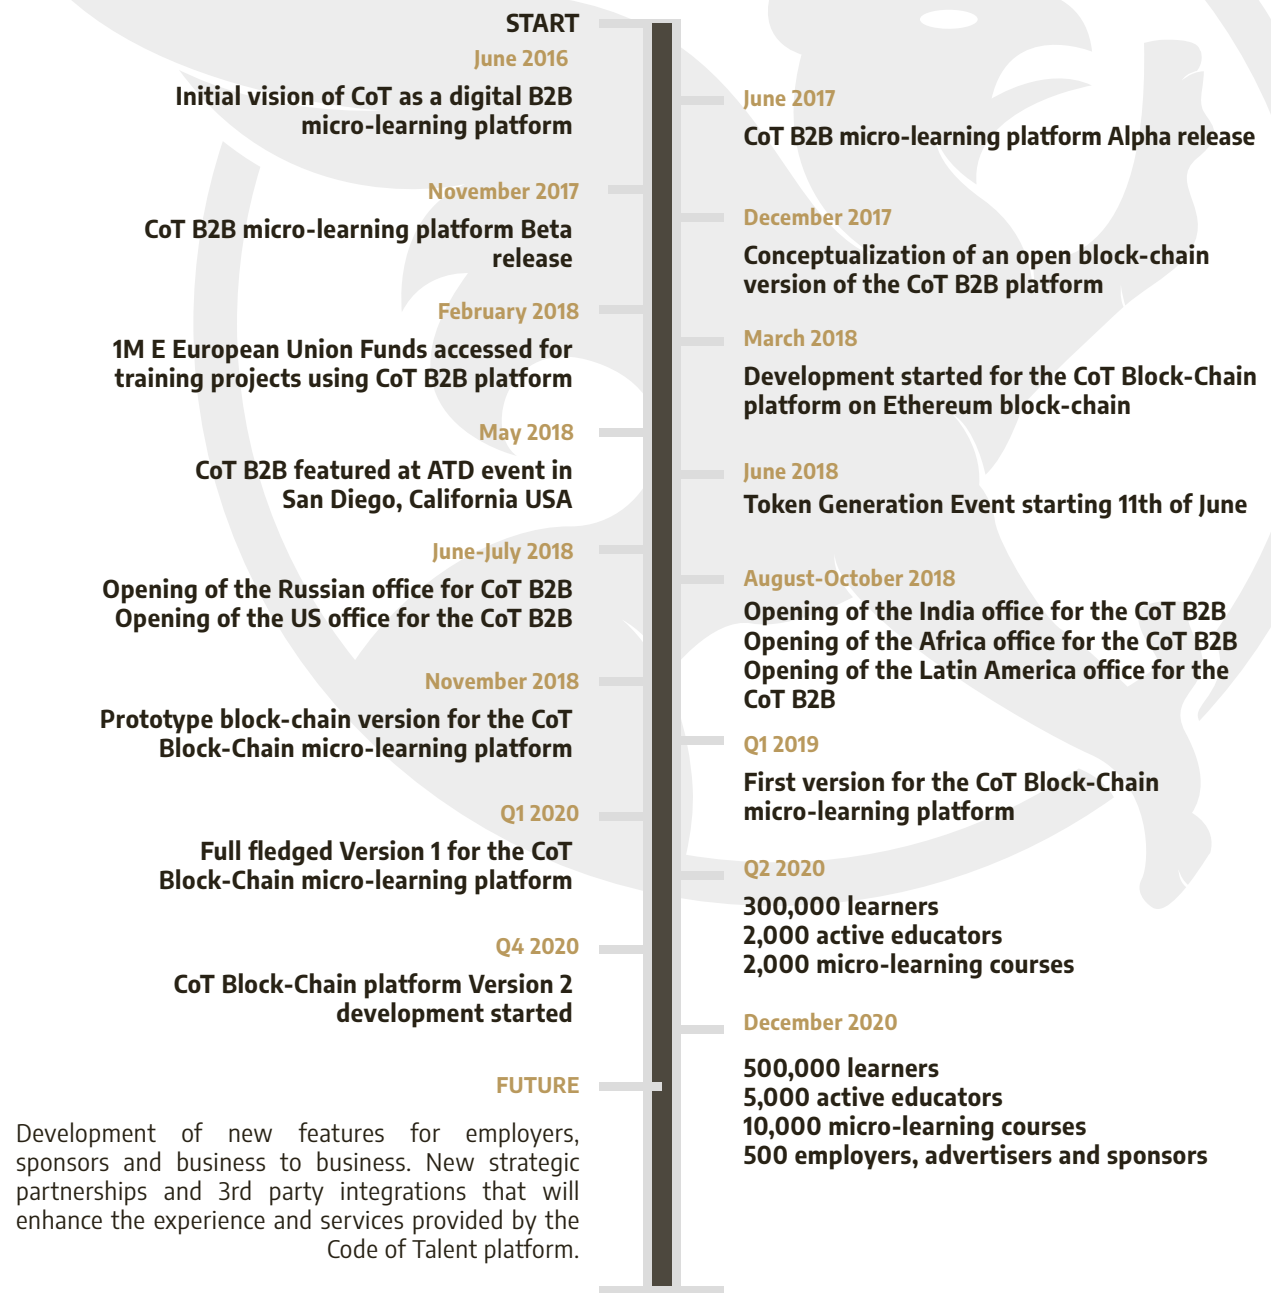 START
June 2016
Initial vision of CoT as a digital B2B
micro-learning platform
June 2017
CoT B2B micro-learning platform Alpha release
November 2017
CoT B2B micro-learning platform Beta
release
December 2017
Conceptualization of an open block-chain
version of the CoT B2B platform
February 2018
1M E European Union Funds accessed for
training projects using CoT B2B platform
March 2018
Development started for the CoT Block-Chain
platform on Ethereum block-chain
May 2018
CoT B2B featured at ATD event in
San Diego, California USA
June 2018
Token Generation Event starting 11th of June
June-July 2018
Opening of the Russian office for CoT B2B
Opening of the US office for the CoT B2B
August-October 2018
Opening of the India office for the CoT B2B
Opening of the Africa office for the CoT B2B
Opening of the Latin America office for the
CoT B2B
November 2018
Prototype block-chain version for the CoT
Block-Chain micro-learning platform
Q1 2019
First version for the CoT Block-Chain
micro-learning platform
Q1 2020
Full fledged Version 1 for the CoT
Block-Chain micro-learning platform
Q2 2020
300,000 learners
2,000 active educators
2,000 micro-learning courses
Q4 2020
CoT Block-Chain platform Version 2
development started
December 2020
500,000 learners
5,000 active educators
10,000 micro-learning courses
500 employers, advertisers and sponsors
FUTURE
Development of new features for employers,
sponsors and business to business. New strategic
partnerships and 3rd party integrations that will
enhance the experience and services provided by the
Code of Talent platform.